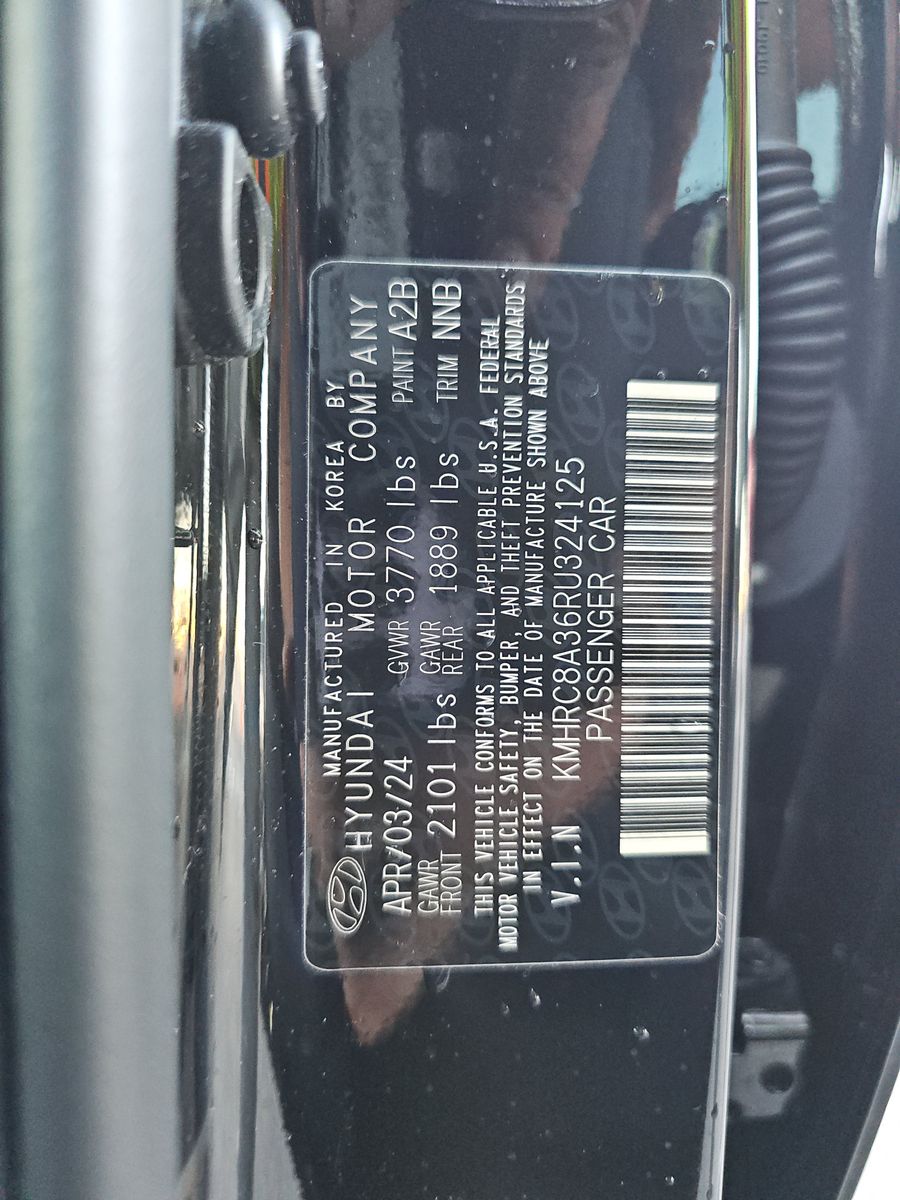 MANUFACTURED IN KOREA BY
HYUNDAI MOTOR COMPANY
APR/03/24 GVWR 3770 lbs PAINT A2B
GAWR FRONT 2101 lbs GAWR REAR 1889 lbs TRIM NNB
THIS VEHICLE CONFORMS TO ALL APPLICABLE U.S.A. FEDERAL
MOTOR VEHICLE SAFETY, BUMPER, AND THEFT PREVENTION STANDARDS
IN EFFECT ON THE DATE OF MANUFACTURE SHOWN ABOVE
V.I.N KMHRC8A36RU324125
PASSENGER CAR